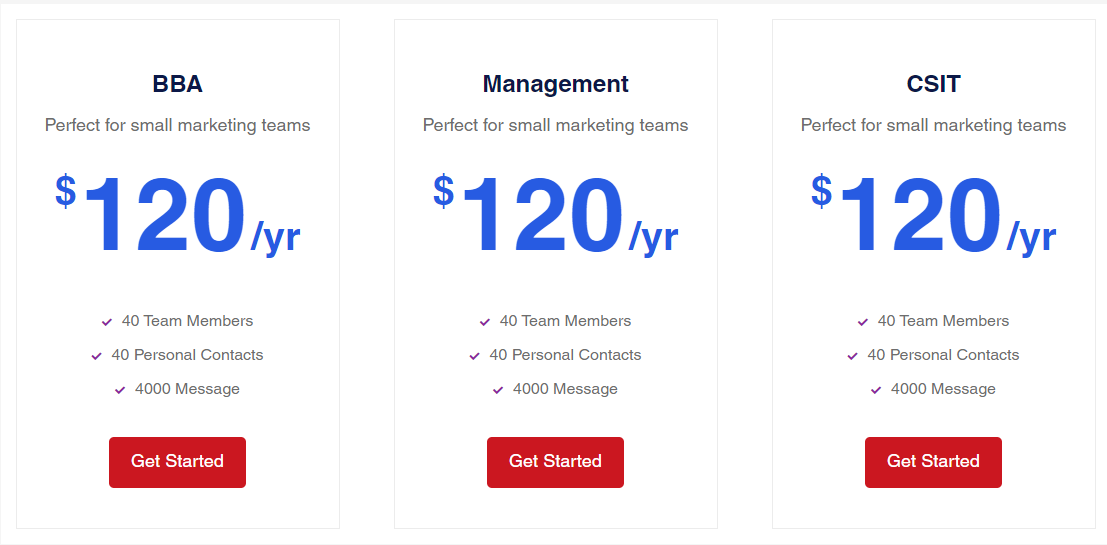 BBA
Perfect for small marketing teams
$120/yr
40 Team Members
40 Personal Contacts
4000 Message
Get Started
Management
Perfect for small marketing teams
$120/yr
40 Team Members
40 Personal Contacts
4000 Message
Get Started
CSIT
Perfect for small marketing teams
$120/yr
40 Team Members
40 Personal Contacts
4000 Message
Get Started